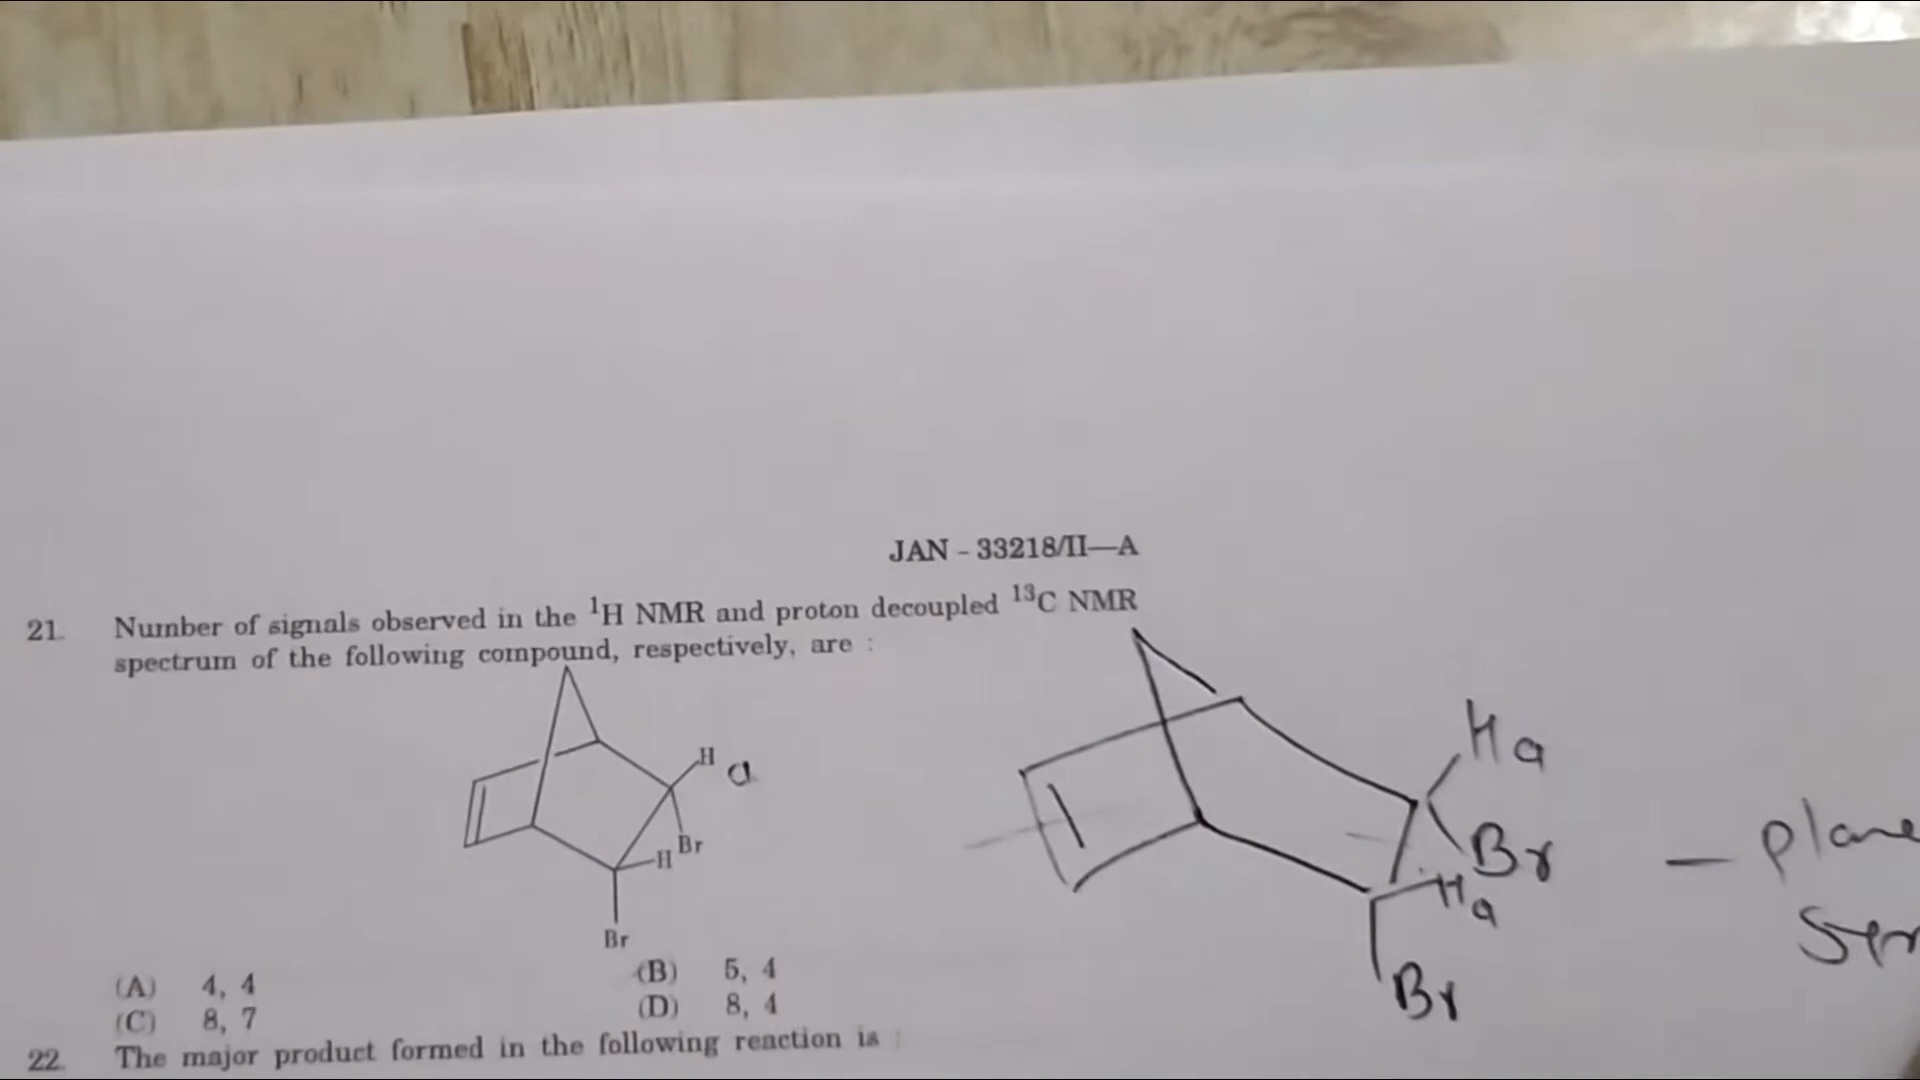 JAN - 33218/II—A
21. Number of signals observed in the ¹H NMR and proton decoupled ¹³C NMR
spectrum of the following compound, respectively, are :
H a
H Br
Br
Ha
Br
Ha
Br
— plane
(A) 4, 4 (B) 5, 4
(C) 8, 7 (D) 8, 4
22. The major product formed in the following reaction is :